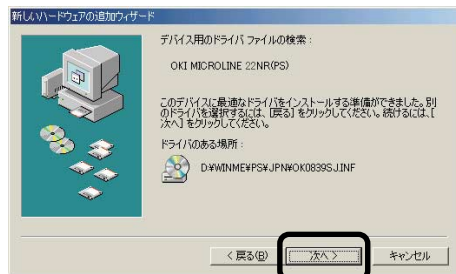 新しいハードウェアの追加ウィザード
デバイス用のドライバ ファイルの検索 :
OKI MICROLINE 22NR(PS)
このデバイスに最適なドライバをインストールする準備ができました。別
のドライバを選択するには、[戻る] をクリックしてください。続けるには、[
次へ] をクリックしてください。
ドライバのある場所 :
D:¥WINME¥PS¥JPN¥OK0839SJ.INF
< 戻る(B)
次へ >
キャンセル